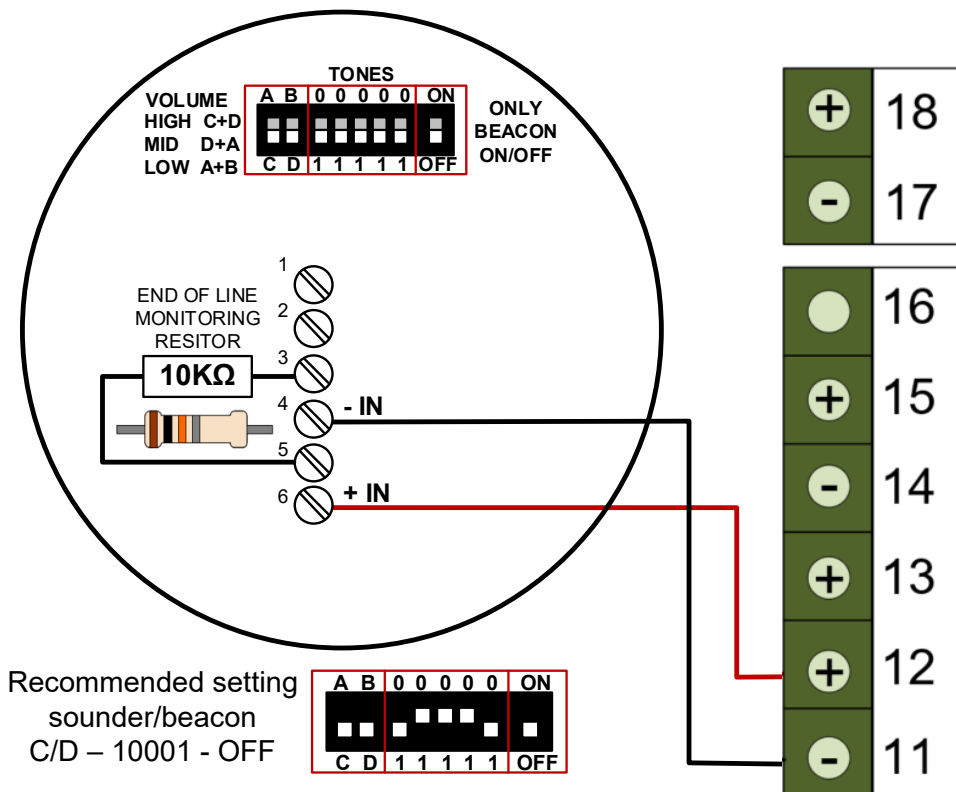 TONES
VOLUME
HIGH C+D
MID D+A
LOW A+B
A B 0 0 0 0 0 ON
C D 1 1 1 1 1 OFF
ONLY
BEACON
ON/OFF
END OF LINE
MONITORING
RESITOR
10KΩ
1
2
3
4
5
6
- IN
+ IN
+ 18
- 17
16
+ 15
- 14
+ 13
+ 12
- 11
Recommended setting
sounder/beacon
C/D – 10001 - OFF
A B 0 0 0 0 0 ON
C D 1 1 1 1 1 OFF